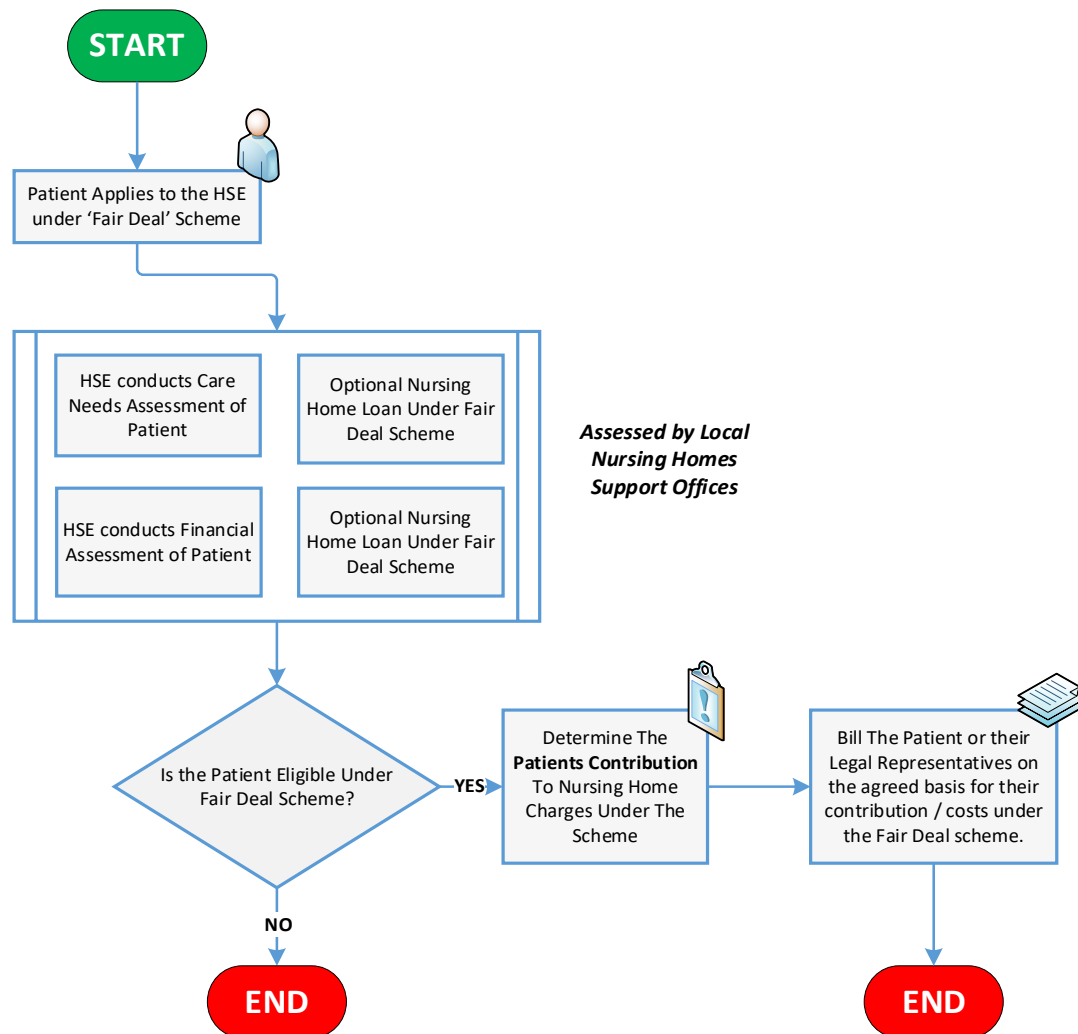 START
Patient Applies to the HSE
under ‘Fair Deal’ Scheme
HSE conducts Care
Needs Assessment of
Patient
Optional Nursing
Home Loan Under Fair
Deal Scheme
HSE conducts Financial
Assessment of Patient
Optional Nursing
Home Loan Under Fair
Deal Scheme
Assessed by Local
Nursing Homes
Support Offices
Is the Patient Eligible Under
Fair Deal Scheme?
YES
Determine The
Patients Contribution
To Nursing Home
Charges Under The
Scheme
Bill The Patient or their
Legal Representatives on
the agreed basis for their
contribution / costs under
the Fair Deal scheme.
NO
END
END